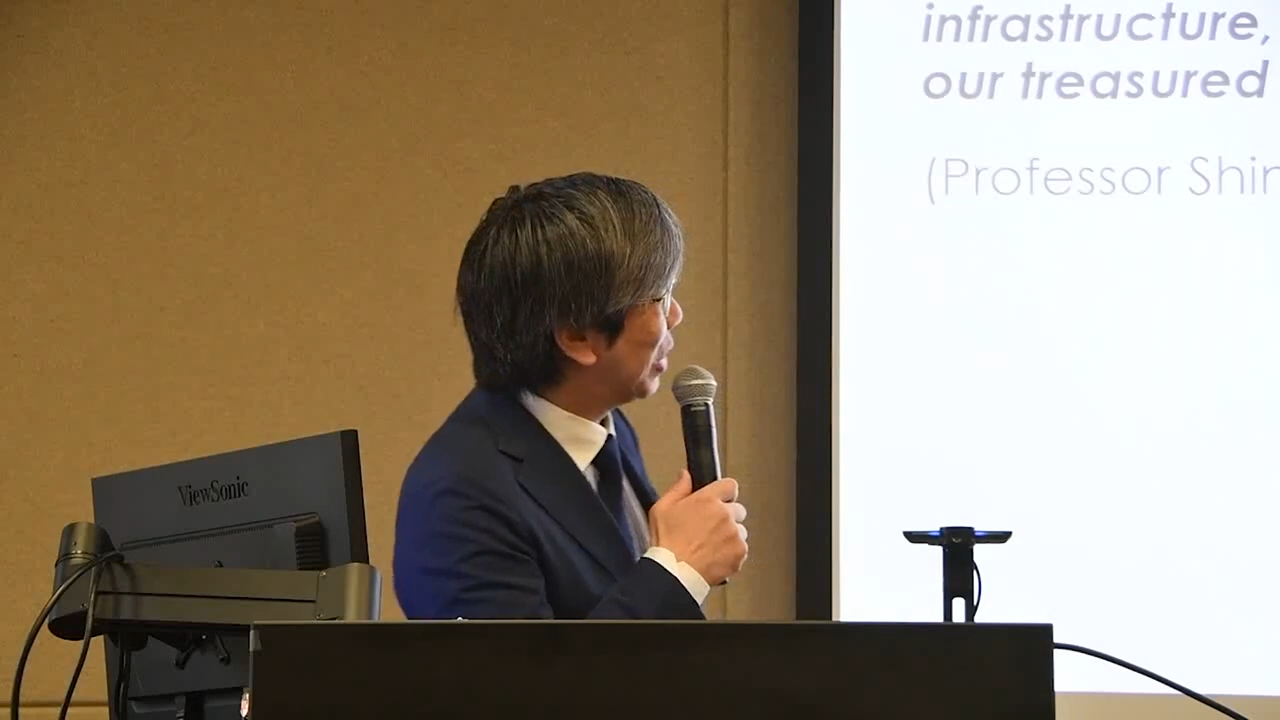 infrastructure,
our treasured
(Professor Shin
ViewSonic